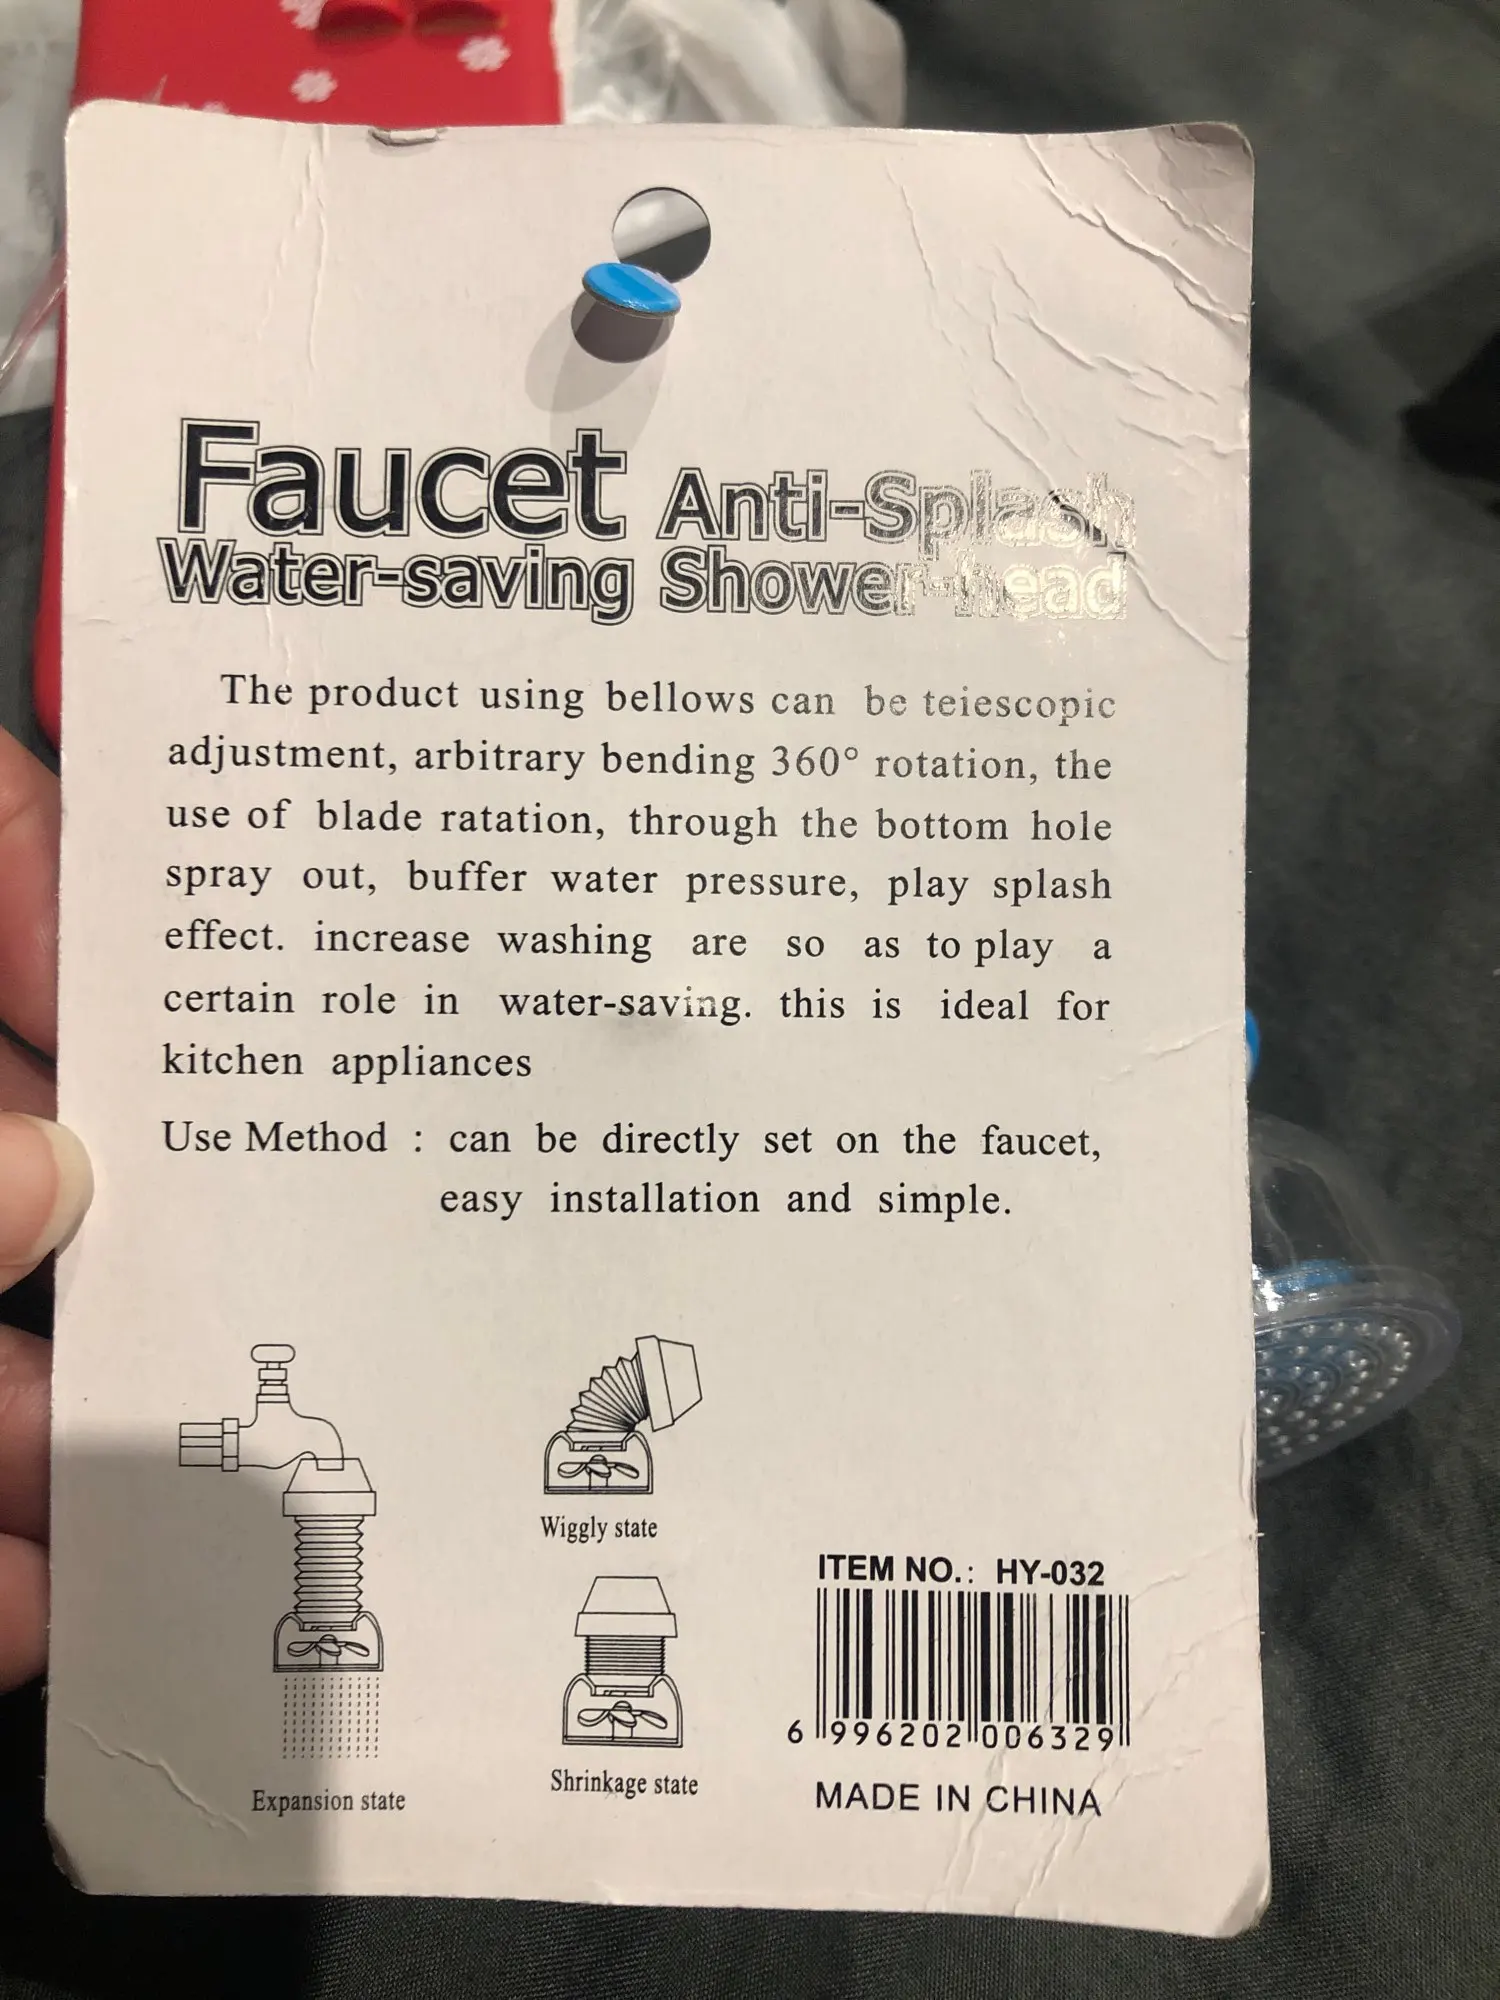 Faucet Anti-Splash
Water-saving Shower-head
The product using bellows can be teiescopic
adjustment, arbitrary bending 360° rotation, the
use of blade ratation, through the bottom hole
spray out, buffer water pressure, play splash
effect. increase washing are so as to play a
certain role in water-saving. this is ideal for
kitchen appliances
Use Method : can be directly set on the faucet,
easy installation and simple.
Wiggly state
Expansion state
Shrinkage state
ITEM NO.: HY-032
6 996202 006329
MADE IN CHINA